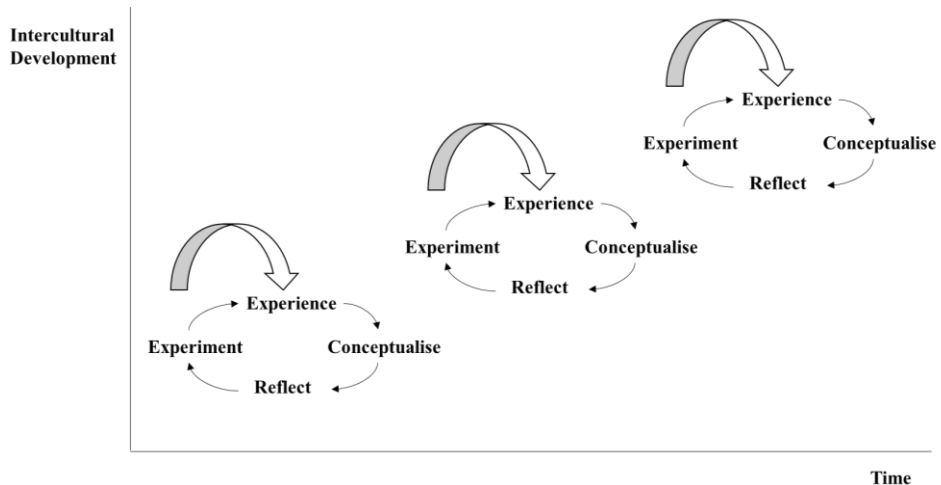 Intercultural
Development
Experience
Experiment
Conceptualise
Reflect
Experience
Experiment
Conceptualise
Reflect
Experience
Experiment
Conceptualise
Reflect
Time